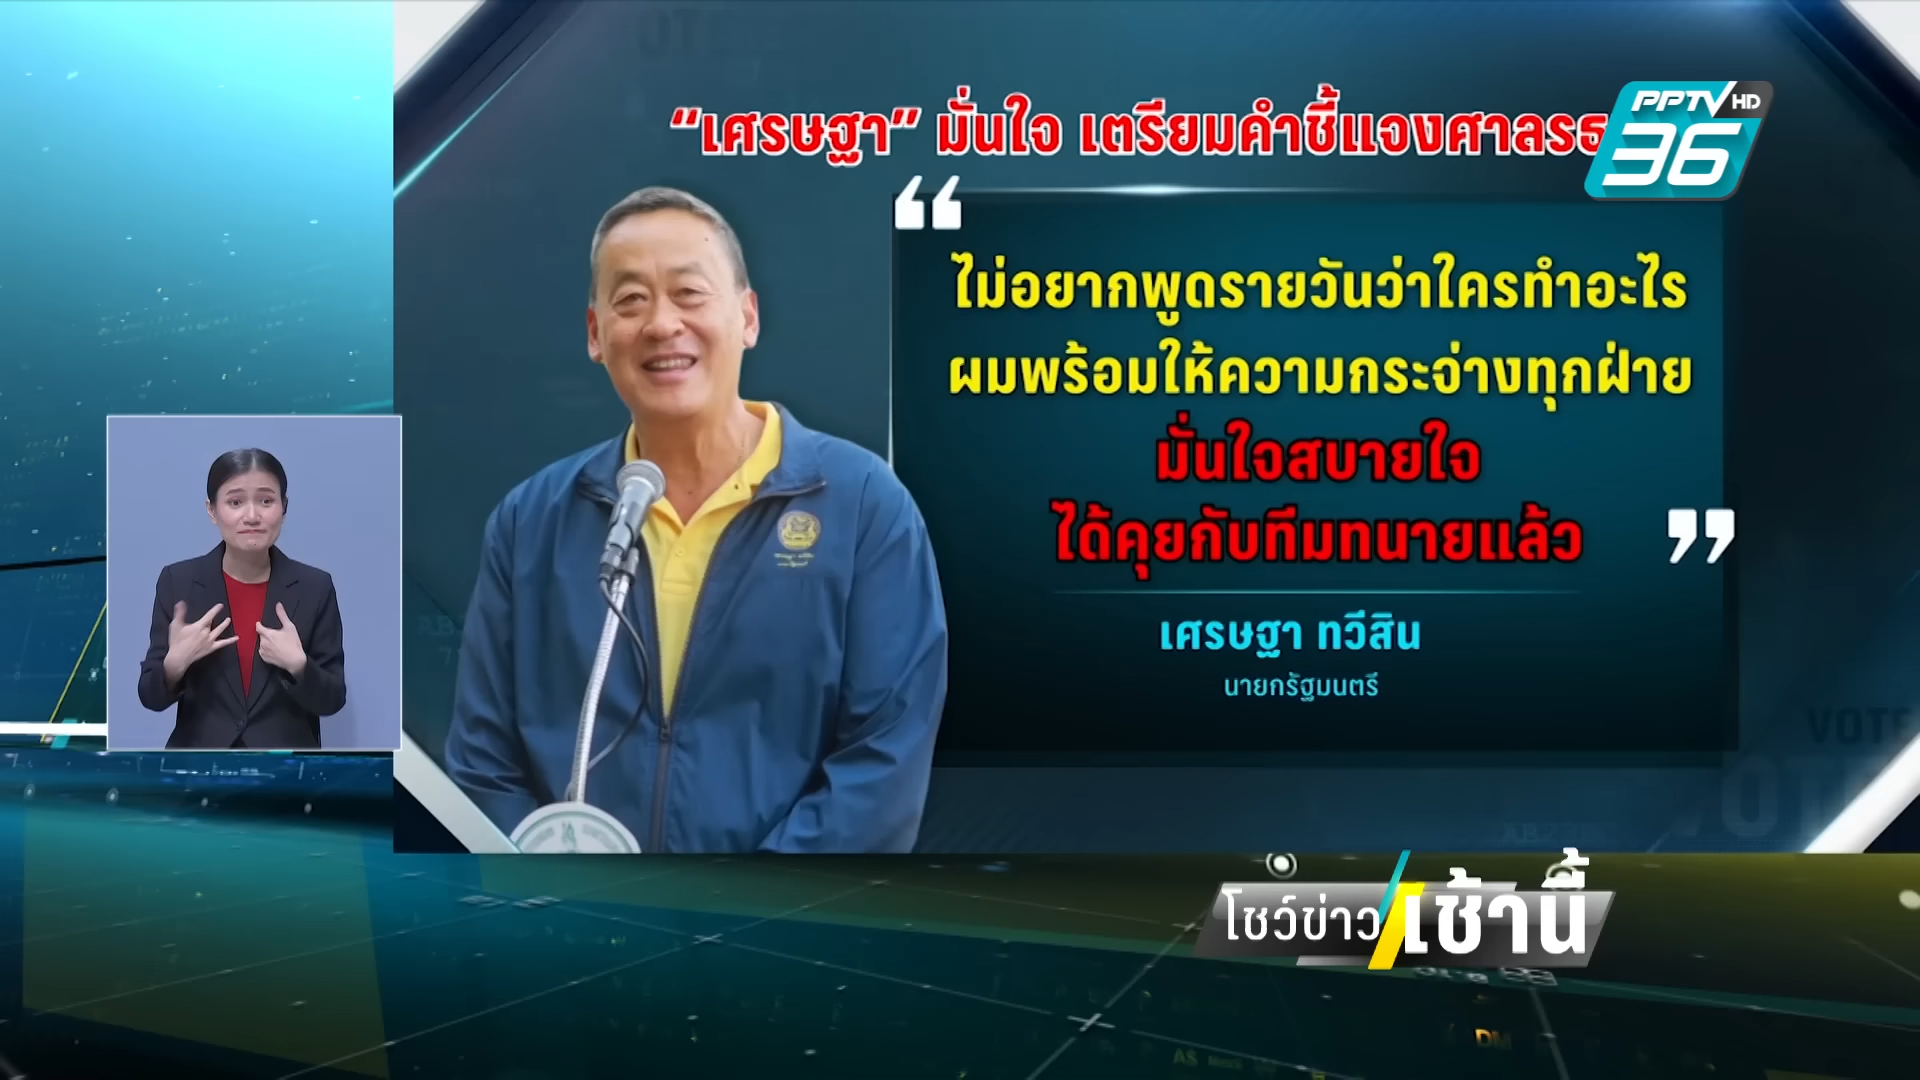 “เศรษฐา” มั่นใจ เตรียมคำชี้แจงศาลรธ
PPTV HD
36
ไม่อยากพูดรายวันว่าใครทำอะไร
ผมพร้อมให้ความกระจ่างทุกฝ่าย
มั่นใจสบายใจ
ได้คุยกับทีมทนายแล้ว
เศรษฐา ทวีสิน
นายกรัฐมนตรี
VOTE
โชว์ข่าว เช้านี้